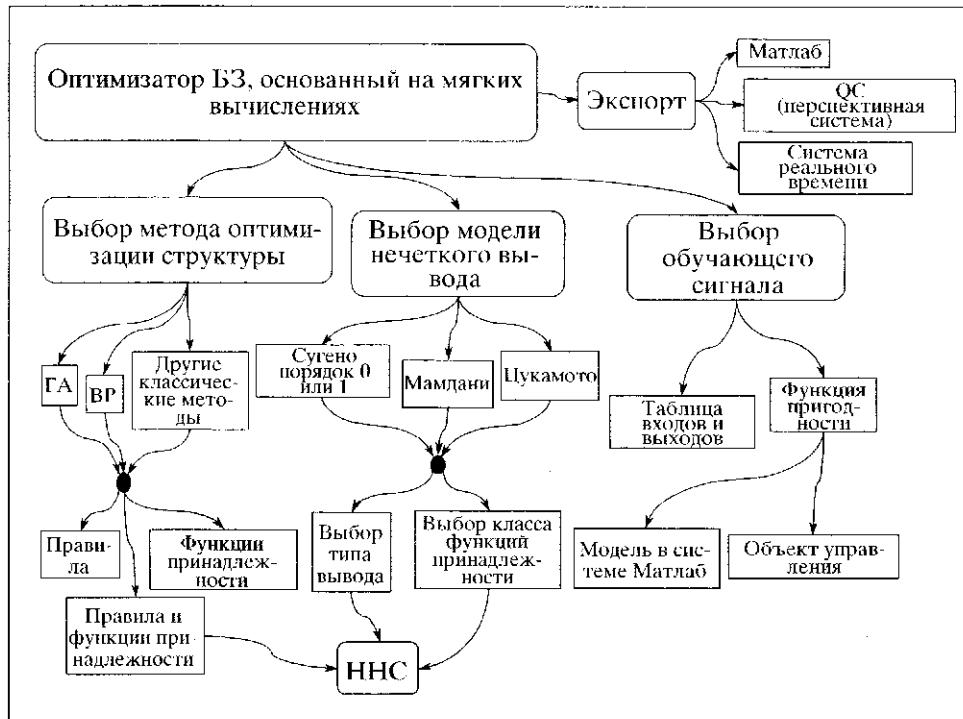 Оптимизатор БЗ, основанный на мягких
вычислениях
Экспорт
Матлаб
QC
(перспективная
система)
Система
реального
времени
Выбор метода оптими-
зации структуры
Выбор модели
нечеткого вы-
вода
Выбор
обучающего
сигнала
ГА
ВР
Другие
классичес-
кие мето-
ды
Сугено
порядок 0
или 1
Мамдани
Цукамото
Таблица
входов и
выходов
Функция
пригод-
ности
Прави-
ла
Функции
принадлеж-
ности
Выбор
типа
вывода
Выбор класса
функций
принадлеж-
ности
Модель в сис-
теме Матлаб
Объект управ-
ления
Правила и
функции при-
надлежности
ННС